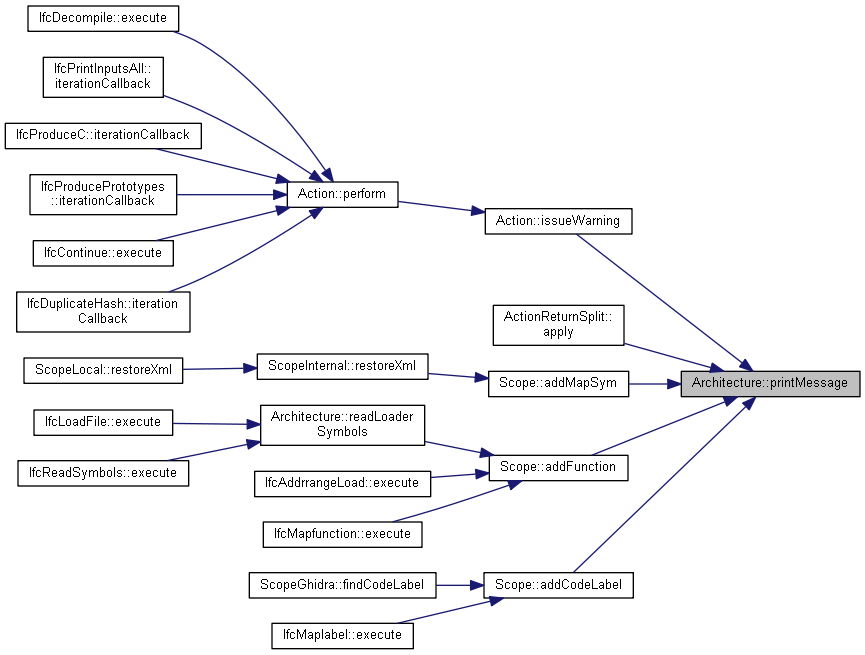 IfcDecompile::execute
IfcPrintInputsAll::
iterationCallback
IfcProduceC::iterationCallback
IfcProducePrototypes
::iterationCallback
IfcContinue::execute
IfcDuplicateHash::iteration
Callback
Action::perform
Action::issueWarning
ActionReturnSplit::
apply
ScopeLocal::restoreXml
ScopeInternal::restoreXml
Scope::addMapSym
Architecture::printMessage
IfcLoadFile::execute
IfcReadSymbols::execute
Architecture::readLoader
Symbols
IfcAddrrangeLoad::execute
IfcMapfunction::execute
Scope::addFunction
ScopeGhidra::findCodeLabel
IfcMaplabel::execute
Scope::addCodeLabel